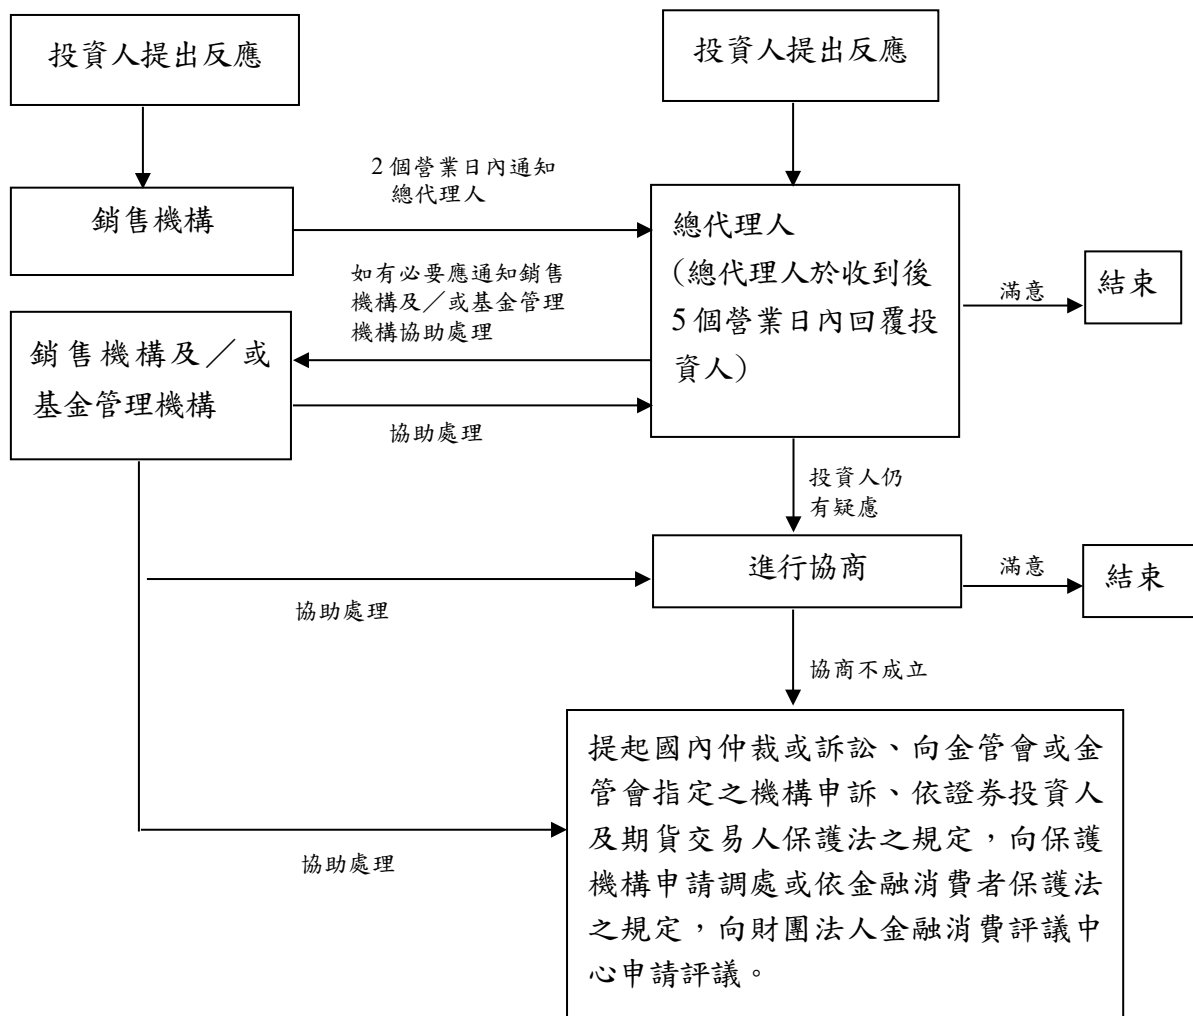 投資人提出反應
投資人提出反應
2 個營業日內通知
總代理人
銷售機構
總代理人
(總代理人於收到後
5 個營業日內回覆投
資人)
滿意
結束
如有必要應通知銷售
機構及／或基金管理
機構協助處理
銷售機構及／或
基金管理機構
協助處理
投資人仍
有疑慮
進行協商
滿意
結束
協助處理
協商不成立
提起國內仲裁或訴訟、向金管會或金
管會指定之機構申訴、依證券投資人
及期貨交易人保護法之規定，向保護
機構申請調處或依金融消費者保護法
之規定，向財團法人金融消費評議中
心申請評議。
協助處理